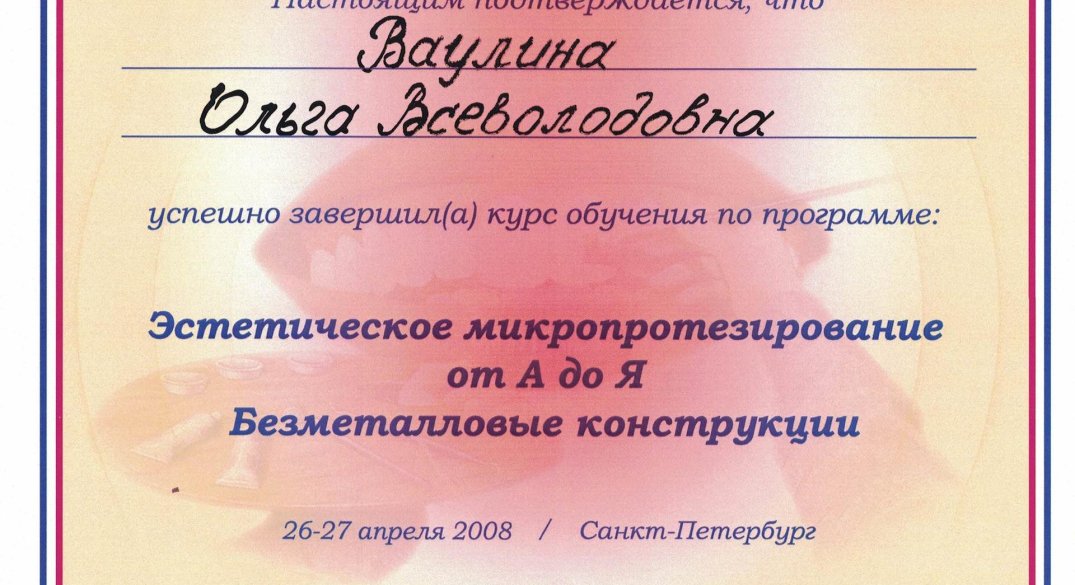 Настоящим подтверждается, что
Ваулина
Ольга Всеволодовна
успешно завершил(а) курс обучения по программе:
Эстетическое микропротезирование
от А до Я
Безметалловые конструкции
26-27 апреля 2008 / Санкт-Петербург